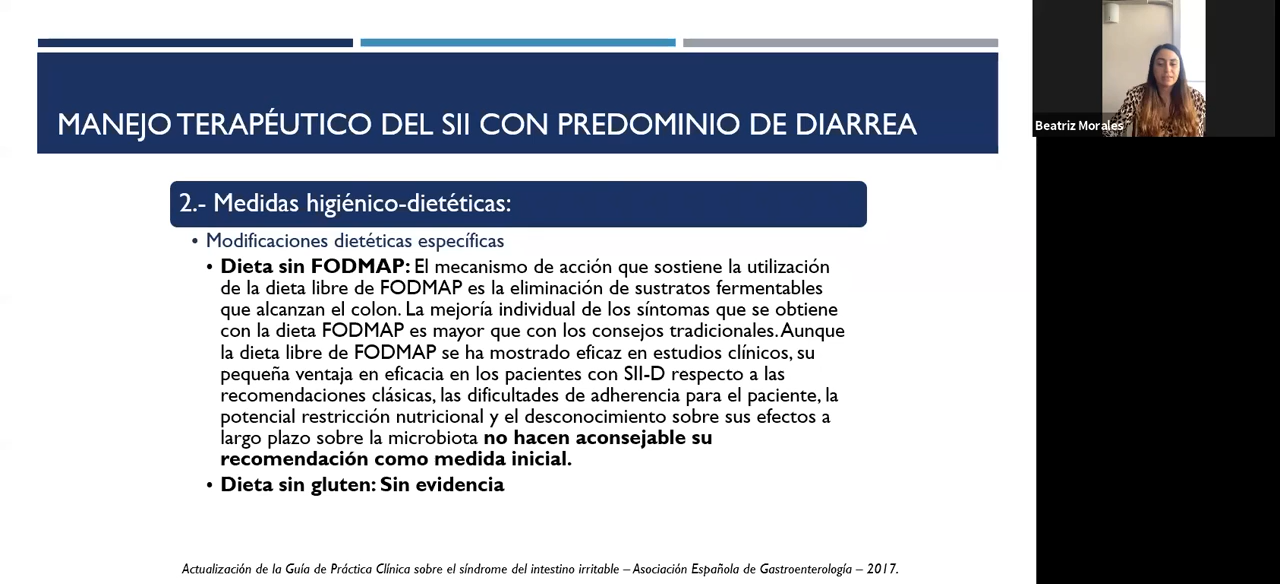 MANEJO TERAPÉUTICO DEL SII CON PREDOMINIO DE DIARREA
2.- Medidas higiénico-dietéticas:
• Modificaciones dietéticas específicas
• Dieta sin FODMAP: El mecanismo de acción que sostiene la utilización
de la dieta libre de FODMAP es la eliminación de sustratos fermentables
que alcanzan el colon. La mejoría individual de los síntomas que se obtiene
con la dieta FODMAP es mayor que con los consejos tradicionales. Aunque
la dieta libre de FODMAP se ha mostrado eficaz en estudios clínicos, su
pequeña ventaja en eficacia en los pacientes con SII-D respecto a las
recomendaciones clásicas, las dificultades de adherencia para el paciente, la
potencial restricción nutricional y el desconocimiento sobre sus efectos a
largo plazo sobre la microbiota no hacen aconsejable su
recomendación como medida inicial.
• Dieta sin gluten: Sin evidencia
Actualización de la Guía de Práctica Clínica sobre el síndrome del intestino irritable – Asociación Española de Gastroenterología – 2017.
Beatriz Morales